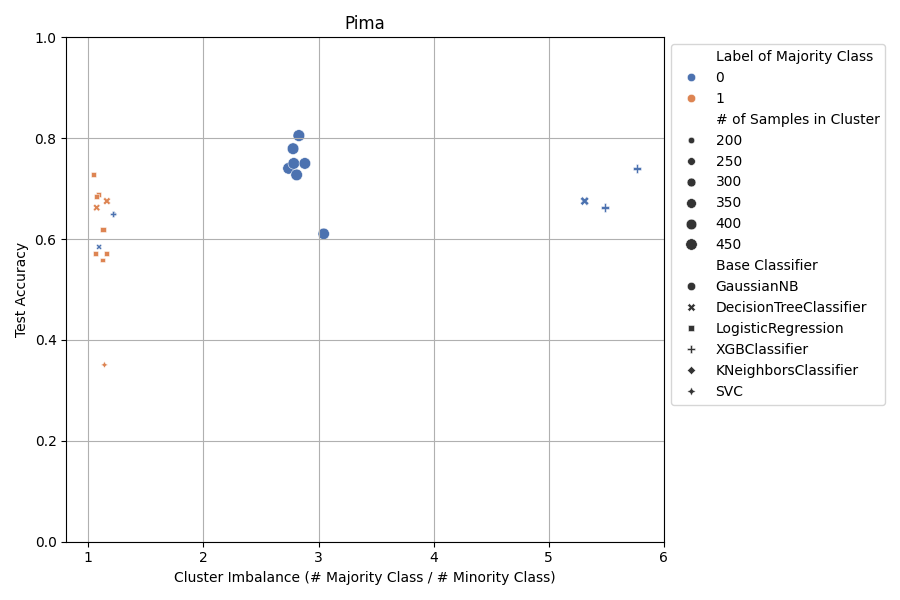 Pima
1.0
0.8
0.6
0.4
0.2
0.0
Test Accuracy
1
2
3
4
5
6
Cluster Imbalance (# Majority Class / # Minority Class)
Label of Majority Class
0
1
# of Samples in Cluster
200
250
300
350
400
450
Base Classifier
GaussianNB
DecisionTreeClassifier
LogisticRegression
XGBClassifier
KNeighborsClassifier
SVC